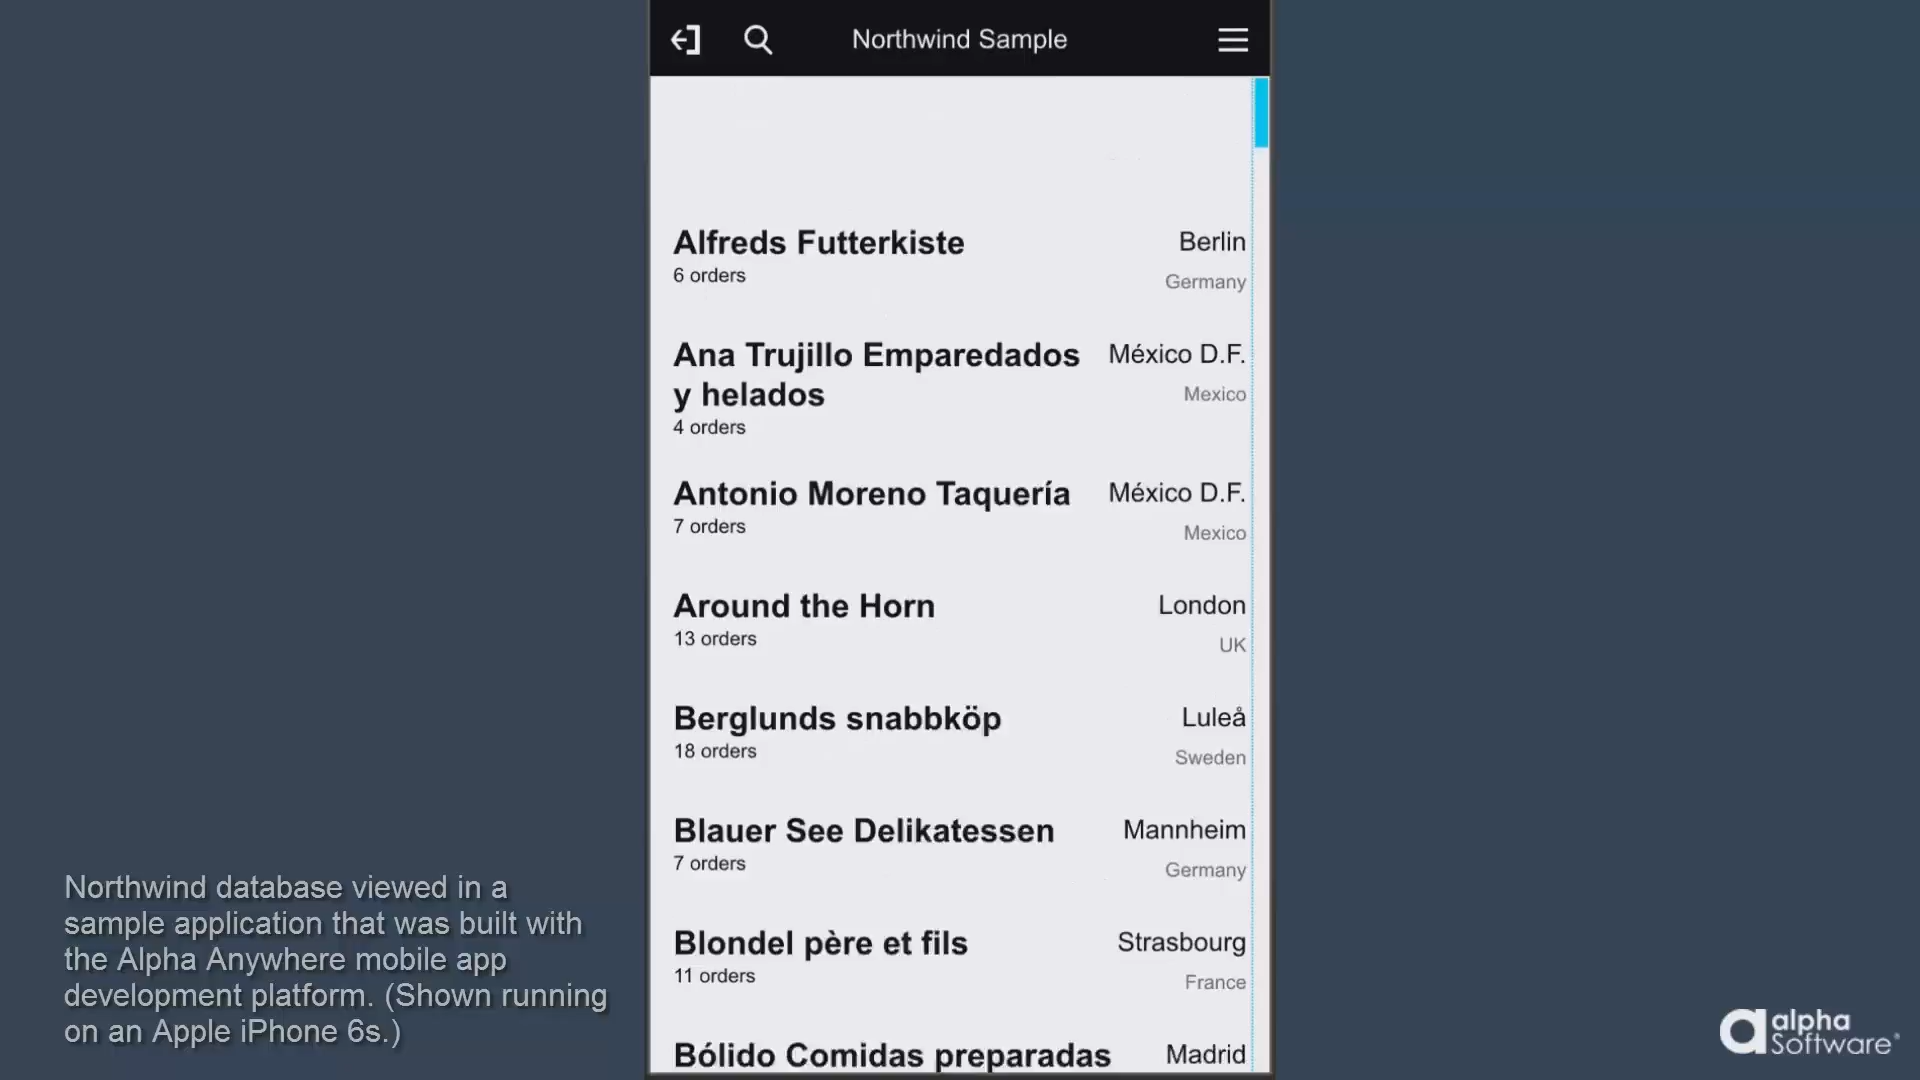 Northwind Sample
Alfreds Futterkiste
Berlin
6 orders
Germany
Ana Trujillo Emparedados
México D.F.
y helados
Mexico
4 orders
Antonio Moreno Taquería
México D.F.
7 orders
Mexico
Around the Horn
London
13 orders
UK
Berglunds snabbköp
Luleå
18 orders
Sweden
Blauer See Delikatessen
Mannheim
7 orders
Germany
Blondel père et fils
Strasbourg
11 orders
France
Bólido Comidas preparadas
Madrid
Northwind database viewed in a
sample application that was built with
the Alpha Anywhere mobile app
development platform. (Shown running
on an Apple iPhone 6s.)
alpha
Software